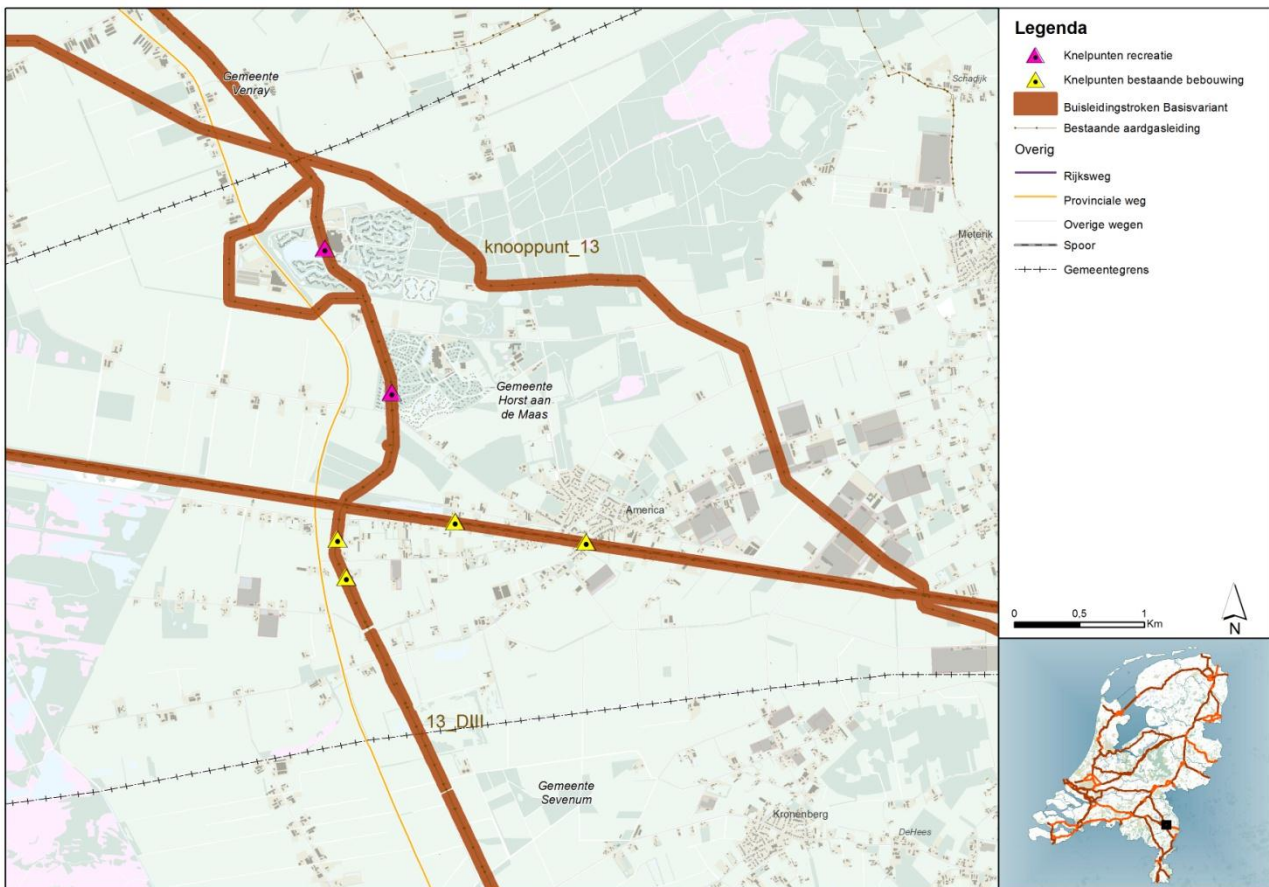 Gemeente
Venray
Schadijk
Meterik
knooppunt_13
Gemeente
Horst aan
de Maas
America
13_DIII
Gemeente
Sevenum
Kronenberg
DeHees
Legenda
Knelpunten recreatie
Knelpunten bestaande bebouwing
Buisleidingstroken Basisvariant
Bestaande aardgasleiding
Overig
Rijksweg
Provinciale weg
Overige wegen
Spoor
Gemeentegrens
0 0,5 1
Km
N